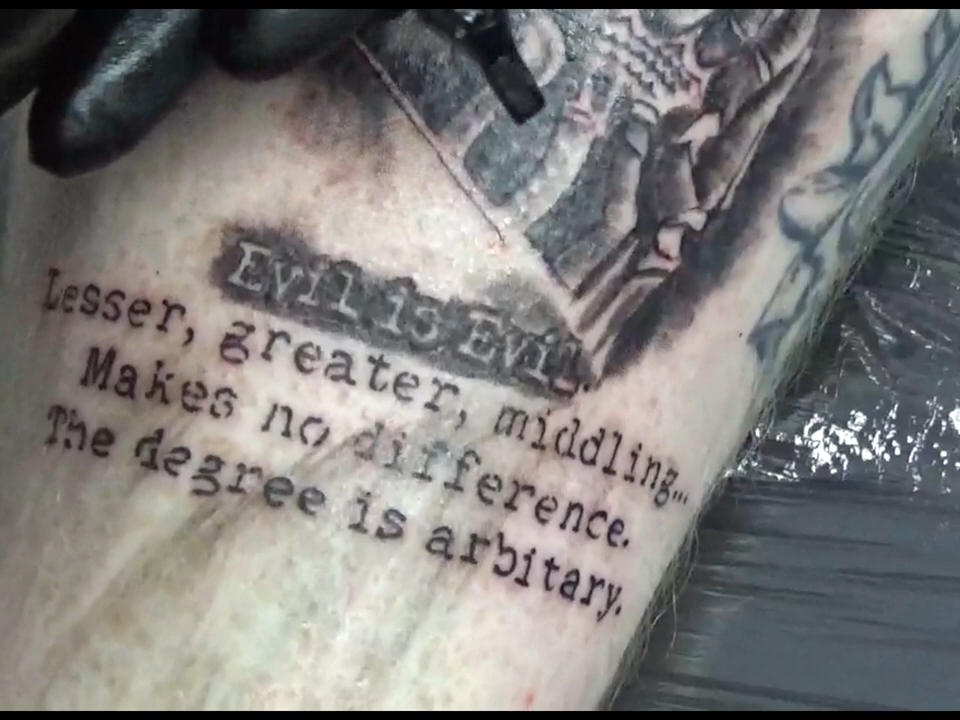 Evil is Evil.
Lesser, greater, middling...
Makes no difference.
The degree is arbitary.